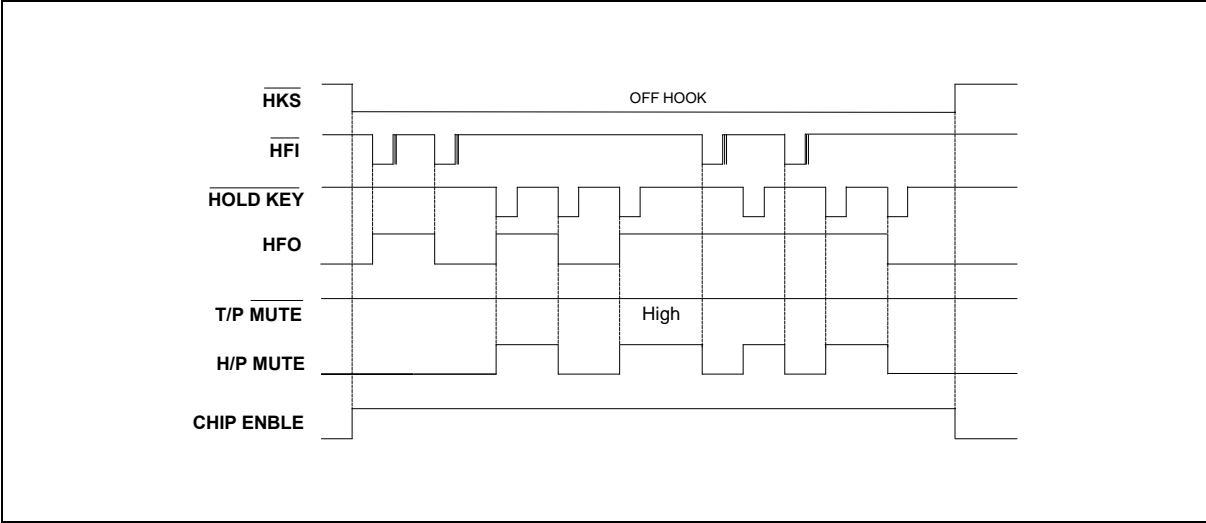 HKS
OFF HOOK
HFI
HOLD KEY
HFO
T/P MUTE
High
H/P MUTE
CHIP ENBLE